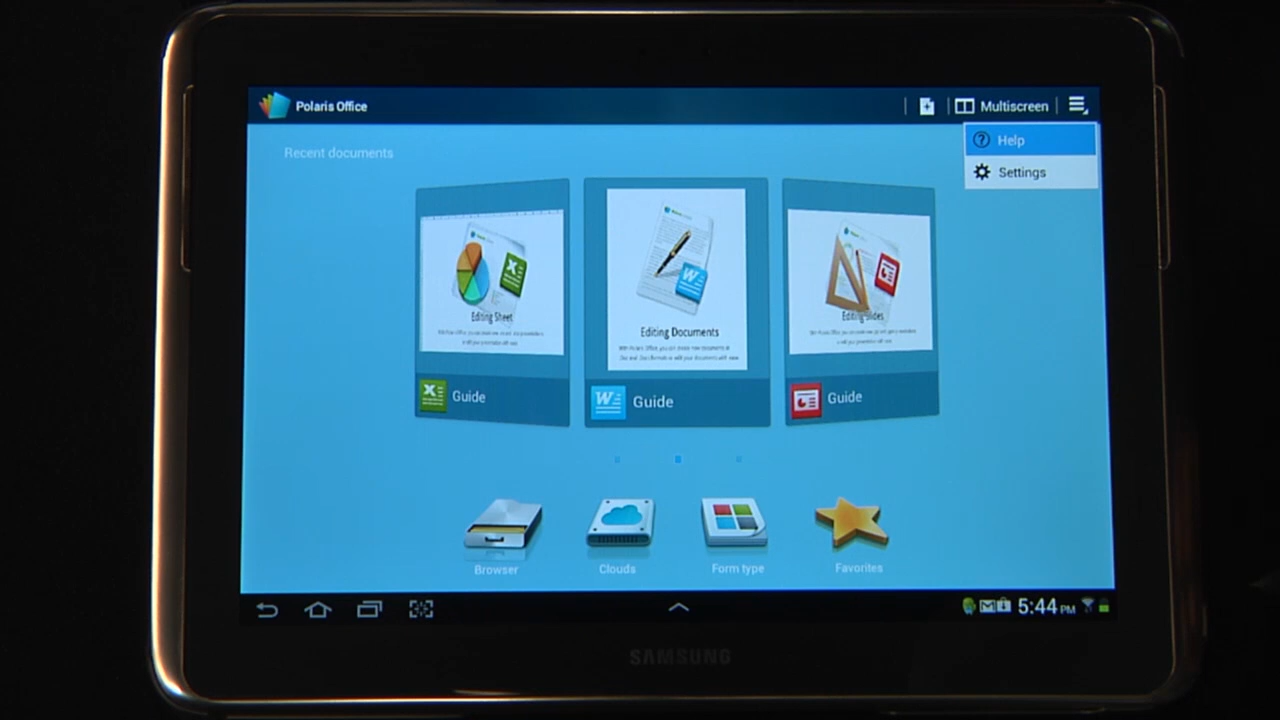 Polaris Office
Multiscreen
Help
Settings
Recent documents
Editing Sheet
Editing Documents
Editing Slides
Guide
Guide
Guide
Browser
Clouds
Form type
Favorites
5:44 PM
SAMSUNG